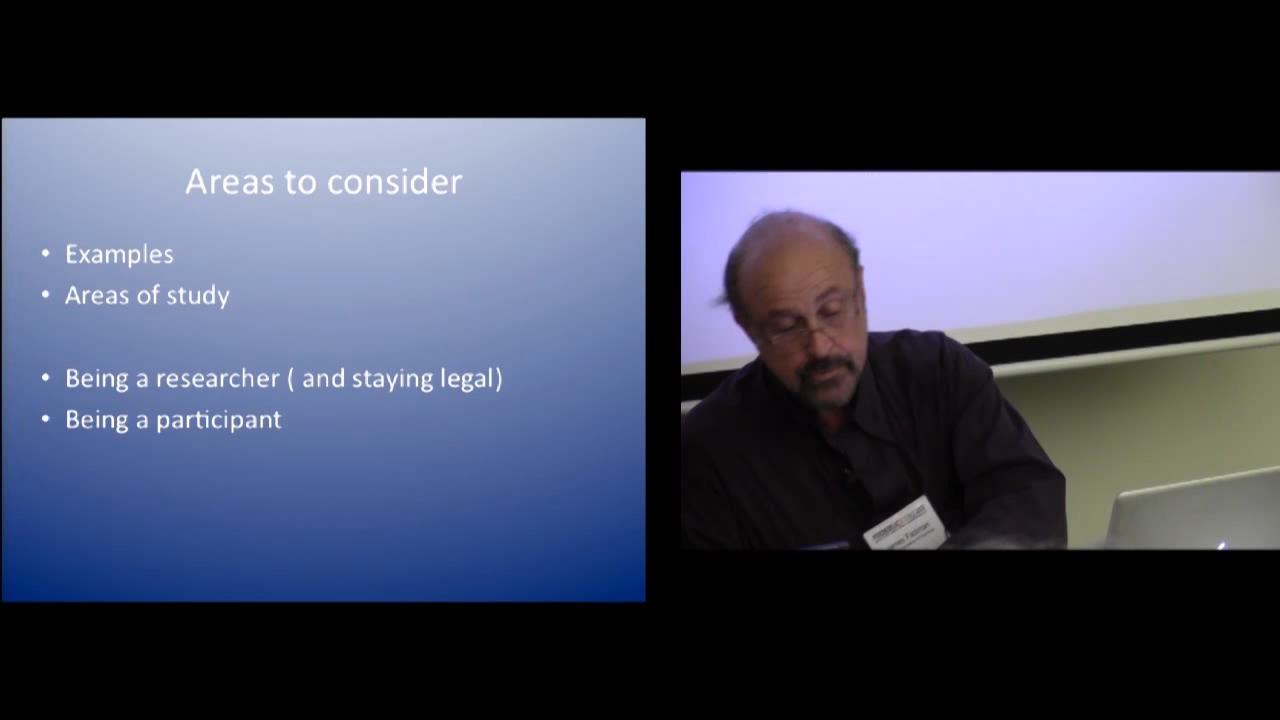 Areas to consider
• Examples
• Areas of study
• Being a researcher ( and staying legal)
• Being a participant